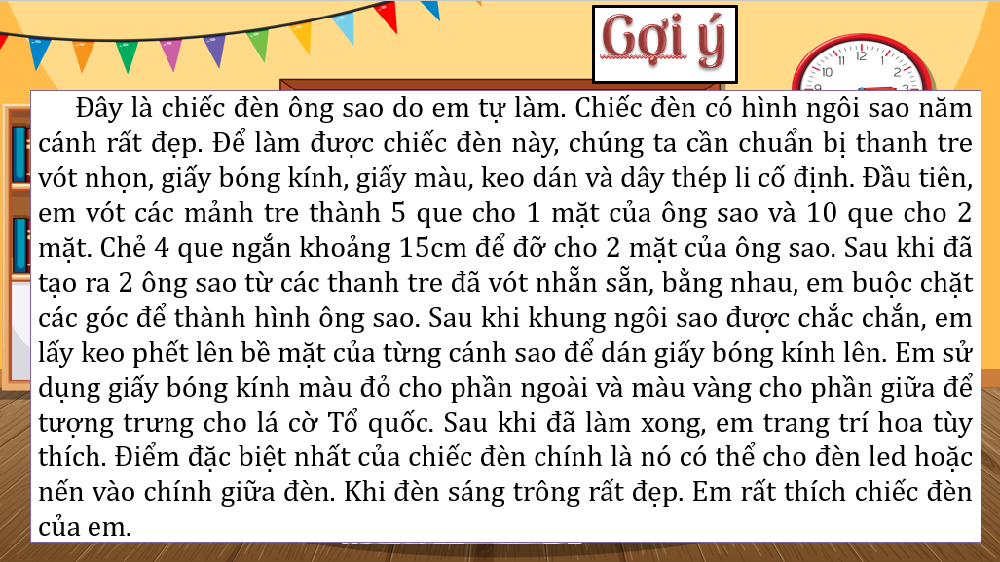 Gợi ý
11 12 1
10 2
9 3
Đây là chiếc đèn ông sao do em tự làm. Chiếc đèn có hình ngôi sao năm
cánh rất đẹp. Để làm được chiếc đèn này, chúng ta cần chuẩn bị thanh tre
vót nhọn, giấy bóng kính, giấy màu, keo dán và dây thép li cố định. Đầu tiên,
em vót các mảnh tre thành 5 que cho 1 mặt của ông sao và 10 que cho 2
mặt. Chẻ 4 que ngắn khoảng 15cm để đỡ cho 2 mặt của ông sao. Sau khi đã
tạo ra 2 ông sao từ các thanh tre đã vót nhẵn sẵn, bằng nhau, em buộc chặt
các góc để thành hình ông sao. Sau khi khung ngôi sao được chắc chắn, em
lấy keo phết lên bề mặt của từng cánh sao để dán giấy bóng kính lên. Em sử
dụng giấy bóng kính màu đỏ cho phần ngoài và màu vàng cho phần giữa để
tượng trưng cho lá cờ Tổ quốc. Sau khi đã làm xong, em trang trí hoa tùy
thích. Điểm đặc biệt nhất của chiếc đèn chính là nó có thể cho đèn led hoặc
nến vào chính giữa đèn. Khi đèn sáng trông rất đẹp. Em rất thích chiếc đèn
của em.